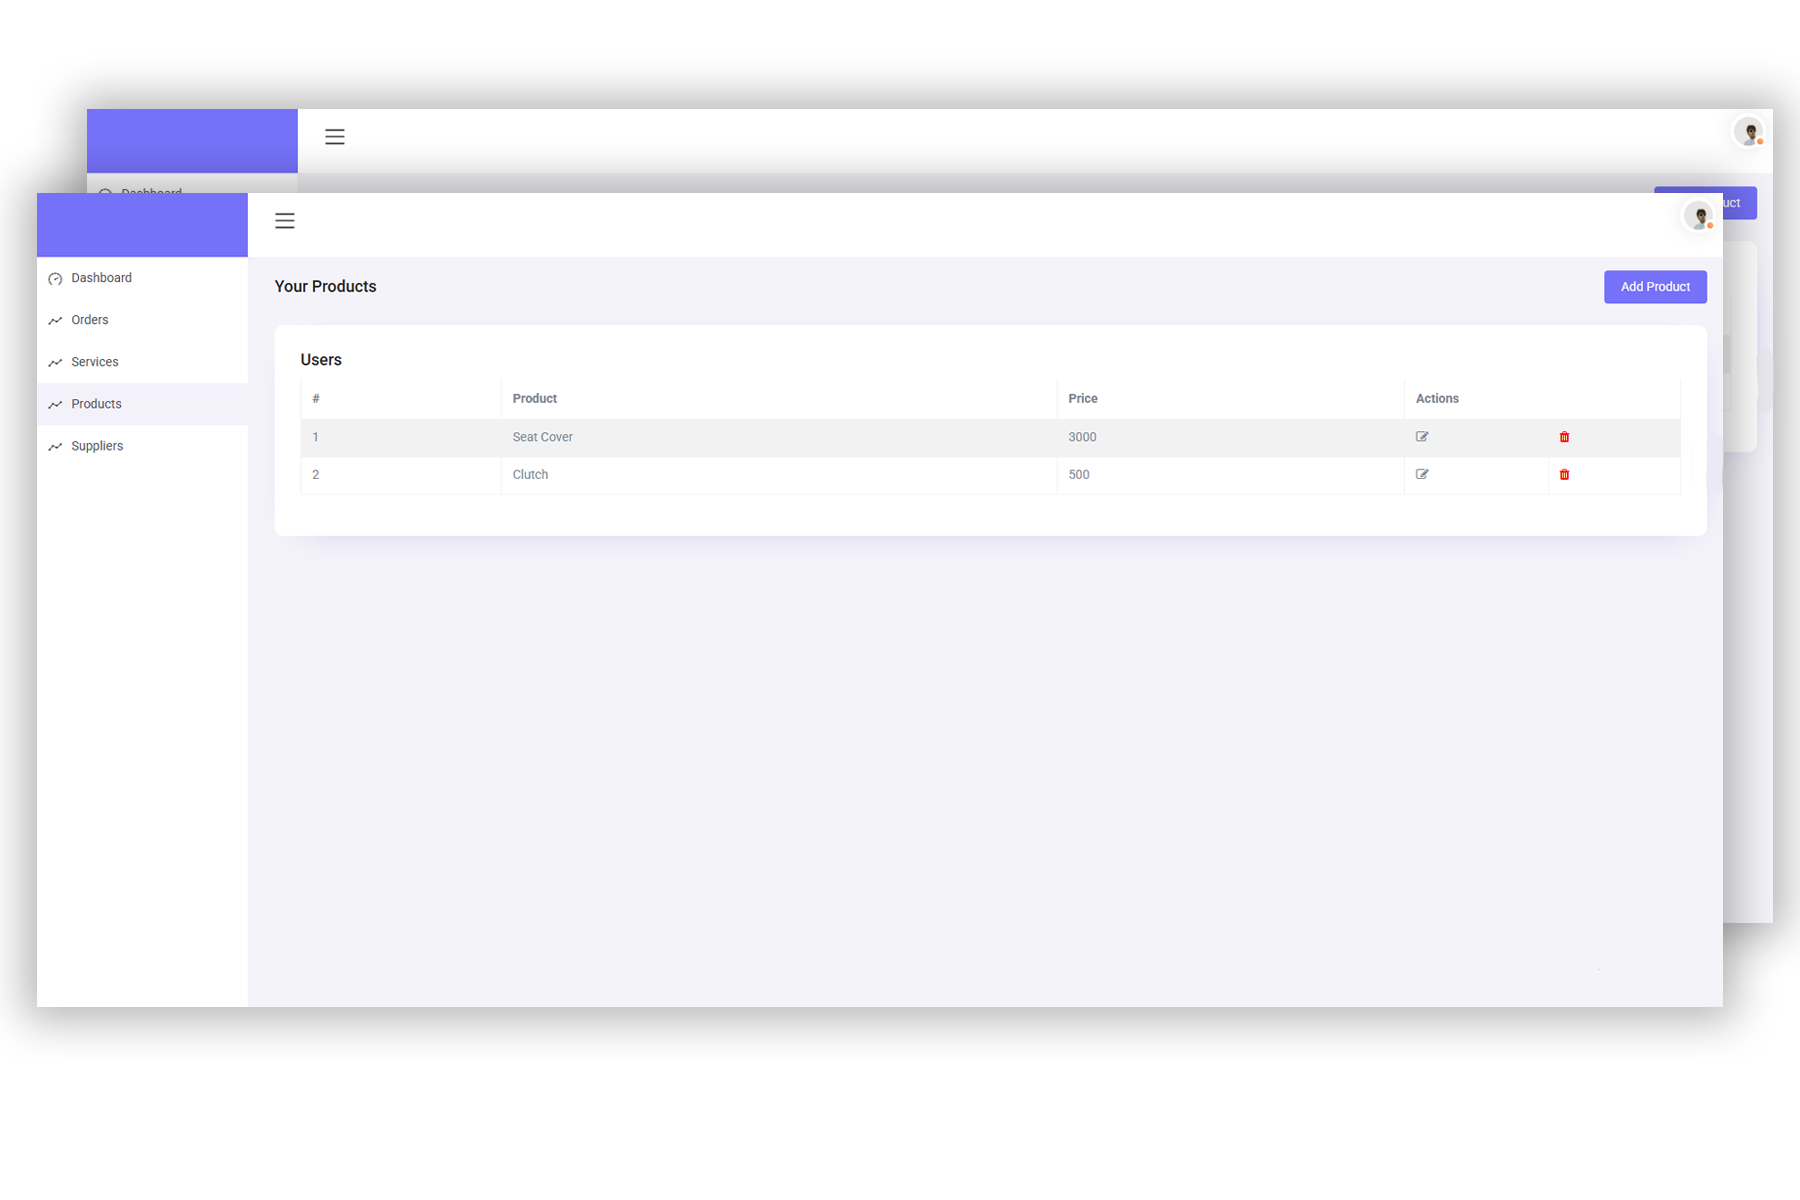 Dashboard
uct
Dashboard
Orders
Services
Products
Suppliers
Your Products
Add Product
Users
# Product Price Actions
1 Seat Cover 3000
2 Clutch 500